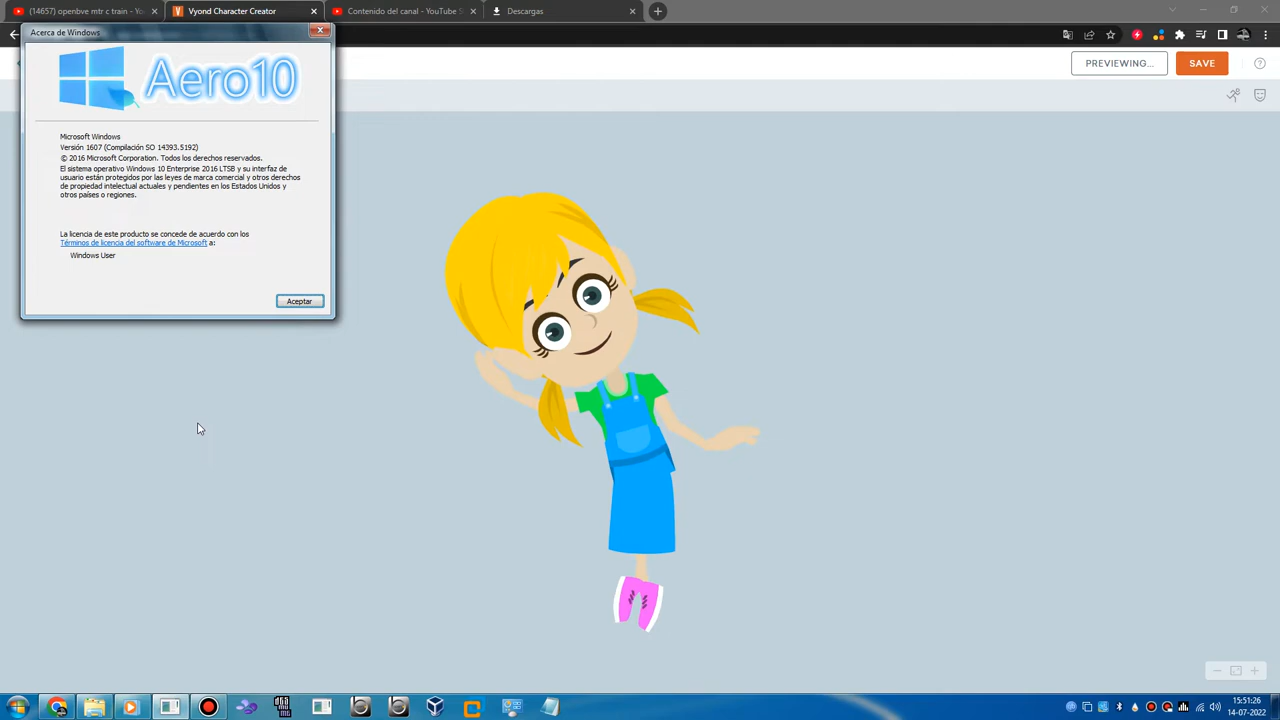 (14657) openbve mtr c train - Yo
Vyond Character Creator
Contenido del canal - YouTube S
Descargas
Acerca de Windows
Aero10
PREVIEWING...
SAVE
Microsoft Windows
Versión 1607 (Compilación SO 14393.5192)
© 2016 Microsoft Corporation. Todos los derechos reservados.
El sistema operativo Windows 10 Enterprise 2016 LTSB y su interfaz de
usuario están protegidos por las leyes de marca comercial y otros derechos
de propiedad intelectual actuales y pendientes en los Estados Unidos y
otros países o regiones.
La licencia de este producto se concede de acuerdo con los
Términos de licencia del software de Microsoft a:
Windows User
Aceptar
15:51:26
14-07-2022